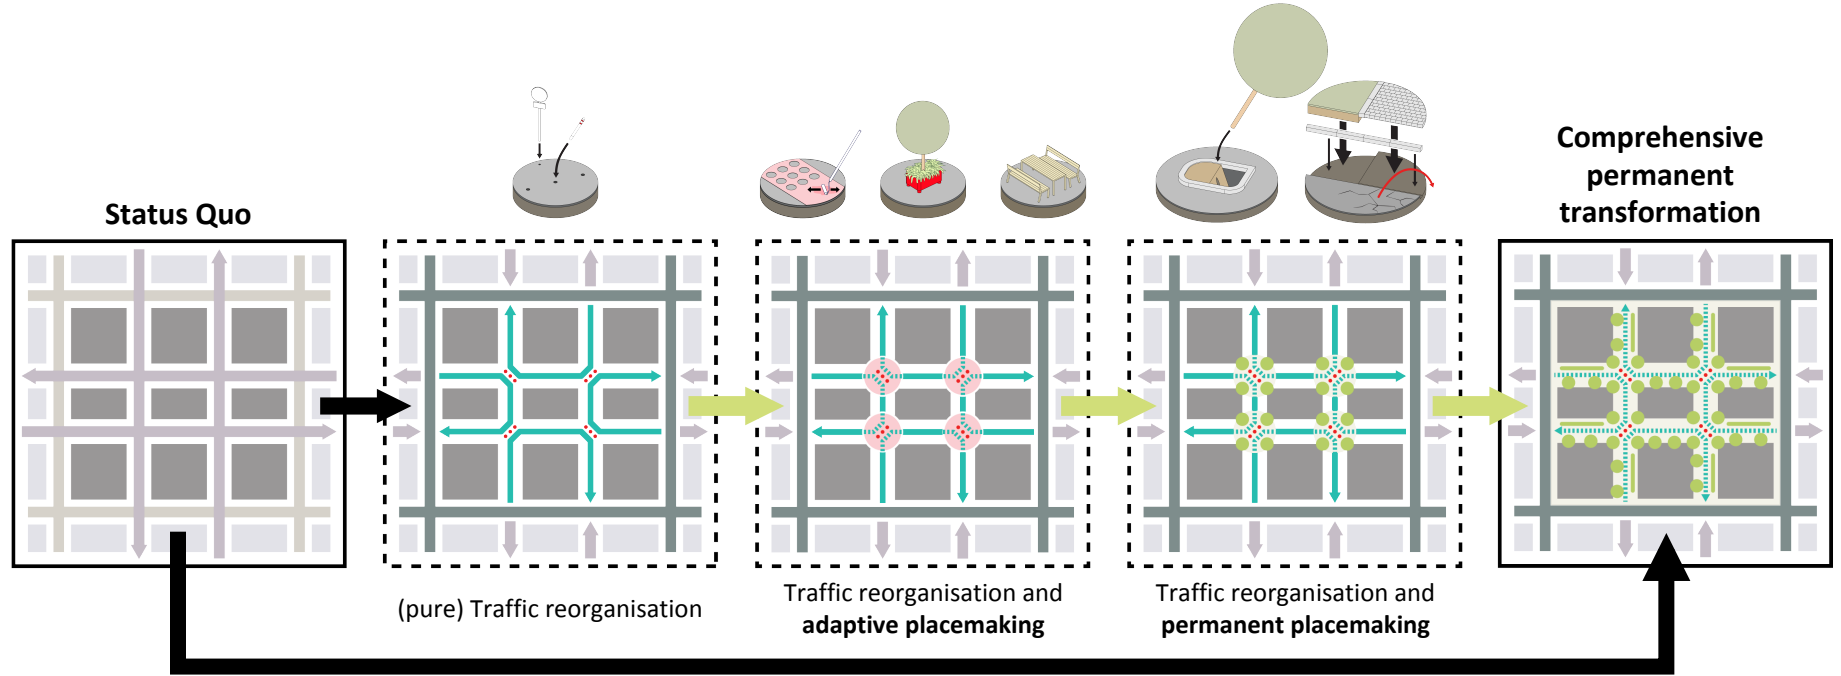 Status Quo
(pure) Traffic reorganisation
Traffic reorganisation and
adaptive placemaking
Traffic reorganisation and
permanent placemaking
Comprehensive
permanent
transformation